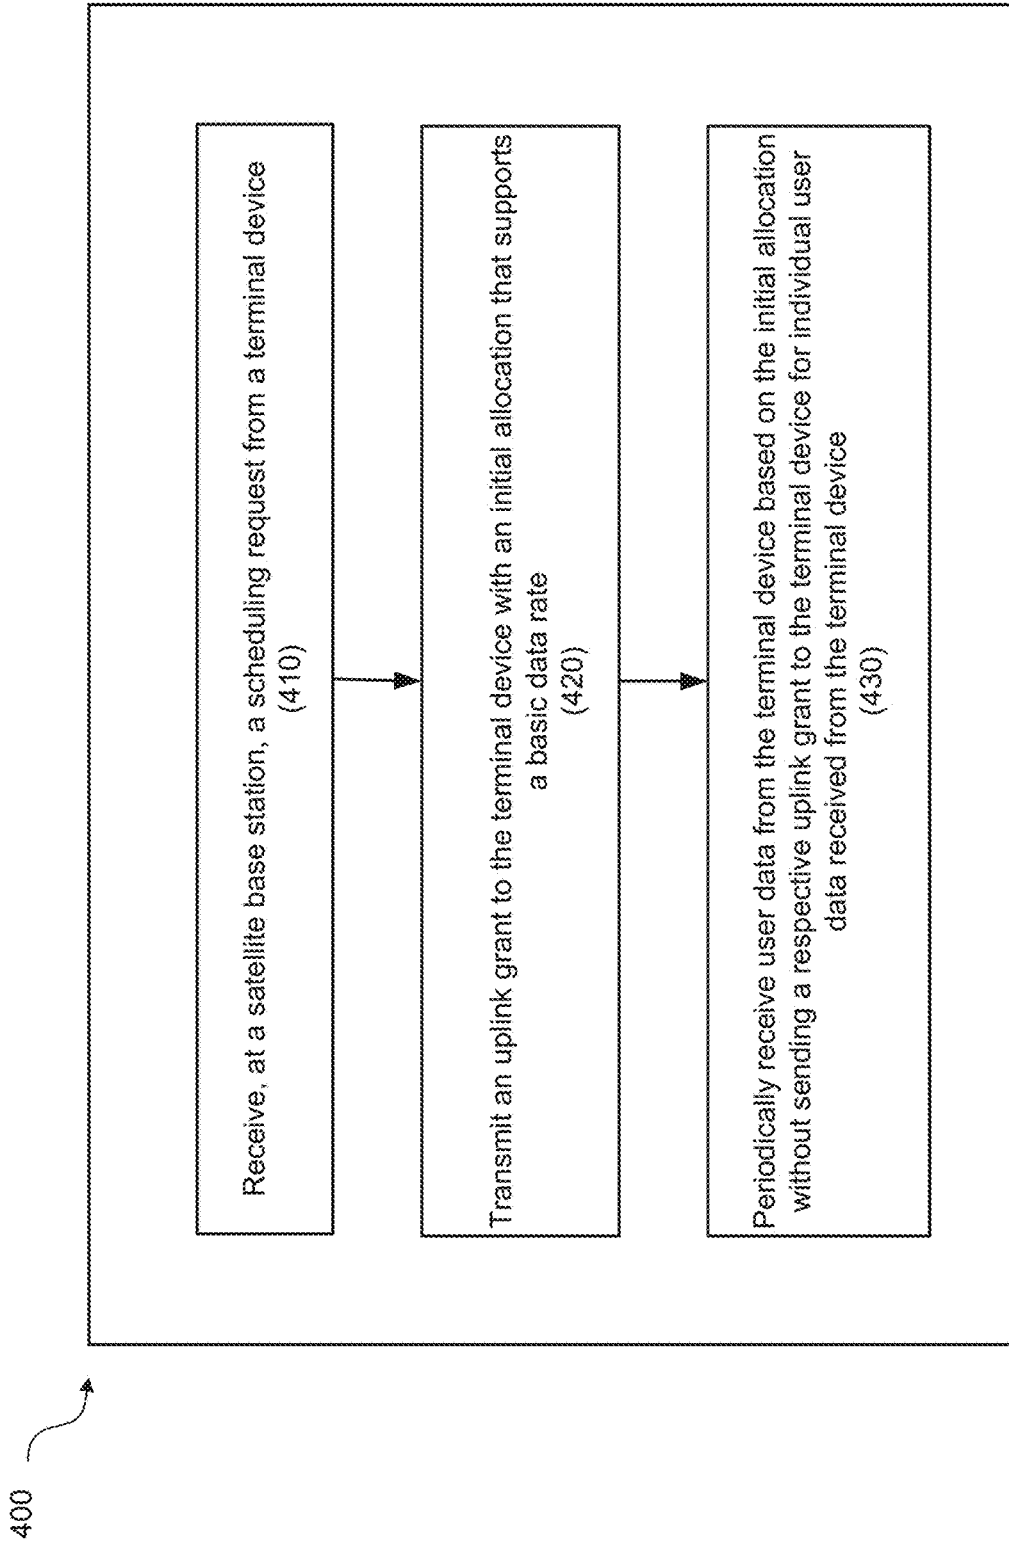 400
Receive, at a satellite base station, a scheduling request from a terminal device
(410)
Transmit an uplink grant to the terminal device with an initial allocation that supports
a basic data rate
(420)
Periodically receive user data from the terminal device based on the initial allocation
without sending a respective uplink grant to the terminal device for individual user
data received from the terminal device
(430)